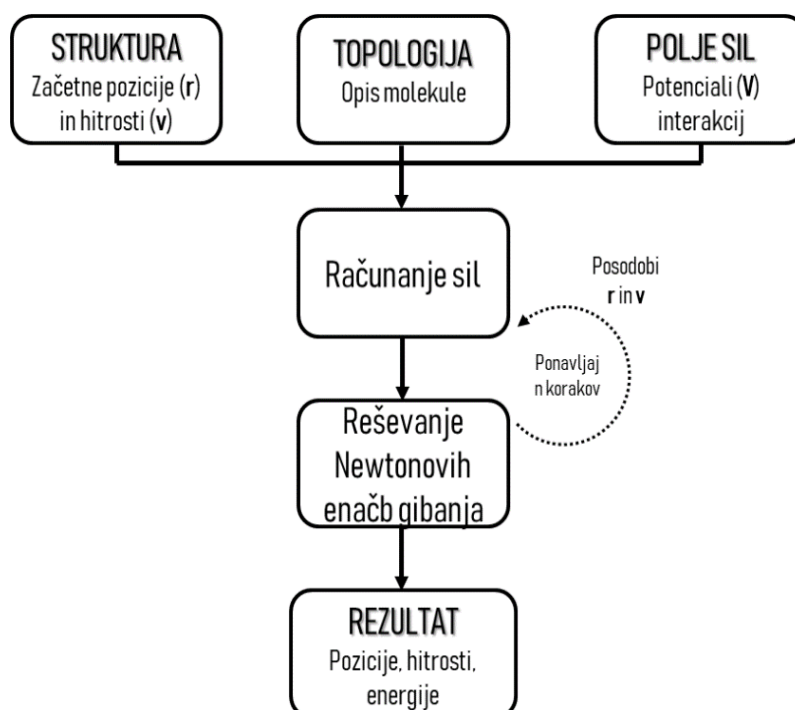 STRUKTURA
Začetne pozicije (r)
in hitrosti (v)
TOPOLOGIJA
Opis molekule
POLJE SIL
Potenciali (V)
interakcij
Računanje sil
Posodobi
r in v
Ponavljaj
n korakov
Reševanje
Newtonovih
enačb gibanja
REZULTAT
Pozicije, hitrosti,
energije